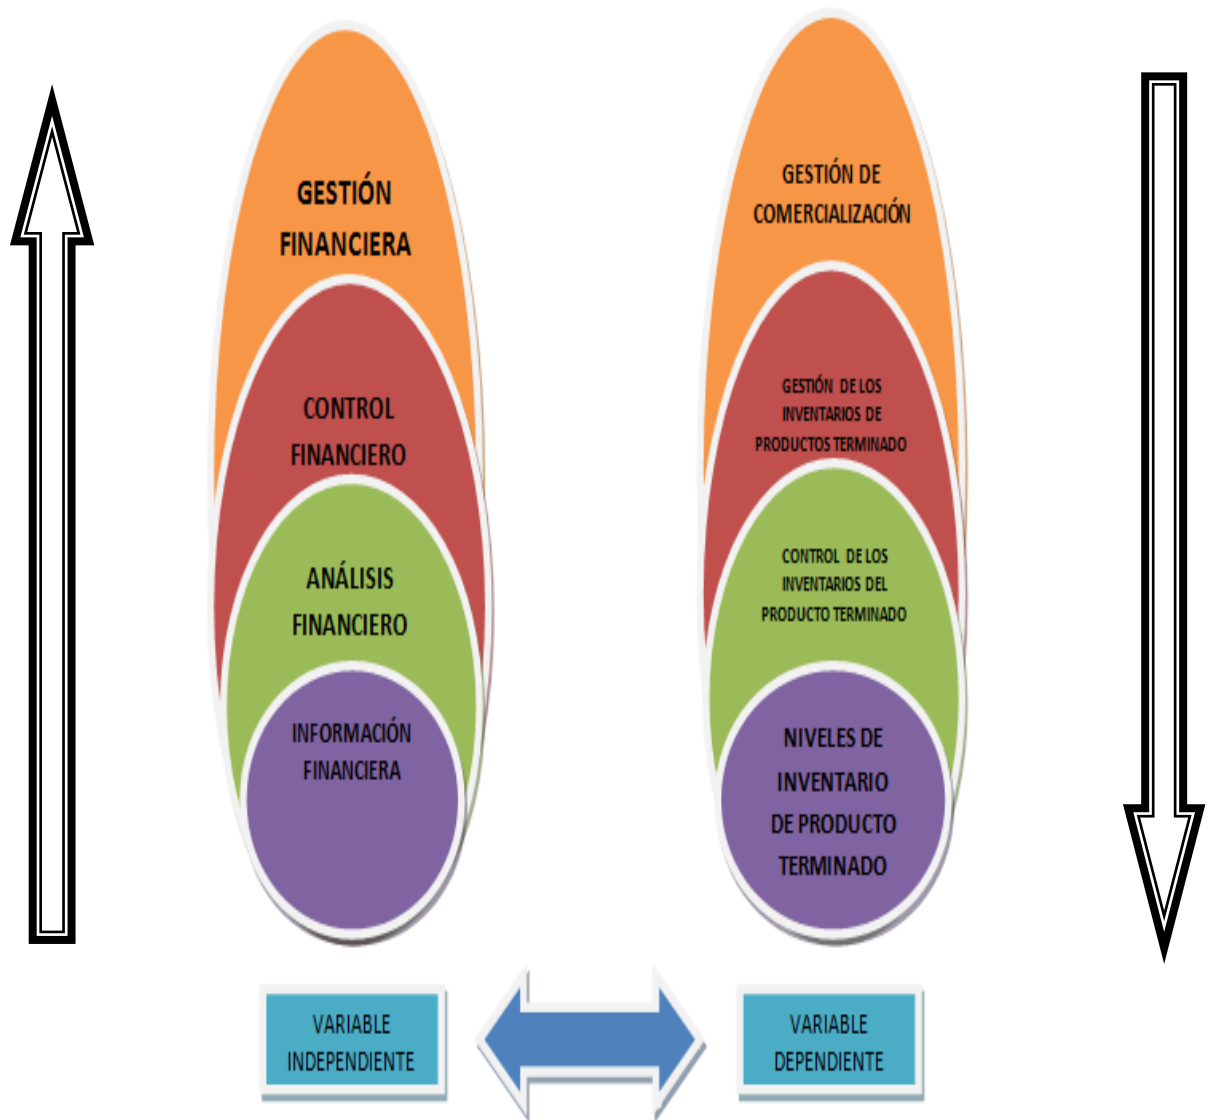 GESTIÓN
FINANCIERA
CONTROL
FINANCIERO
ANÁLISIS
FINANCIERO
INFORMACIÓN
FINANCIERA
VARIABLE
INDEPENDIENTE
GESTIÓN DE
COMERCIALIZACIÓN
GESTIÓN DE LOS
INVENTARIOS DE
PRODUCTOS TERMINADO
CONTROL DE LOS
INVENTARIOS DEL
PRODUCTO TERMINADO
NIVELES DE
INVENTARIO
DE PRODUCTO
TERMINADO
VARIABLE
DEPENDIENTE